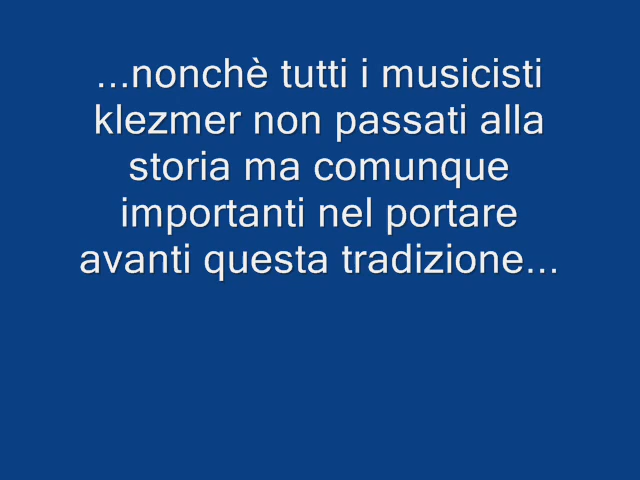 ...nonchè tutti i musicisti
klezmer non passati alla
storia ma comunque
importanti nel portare
avanti questa tradizione...